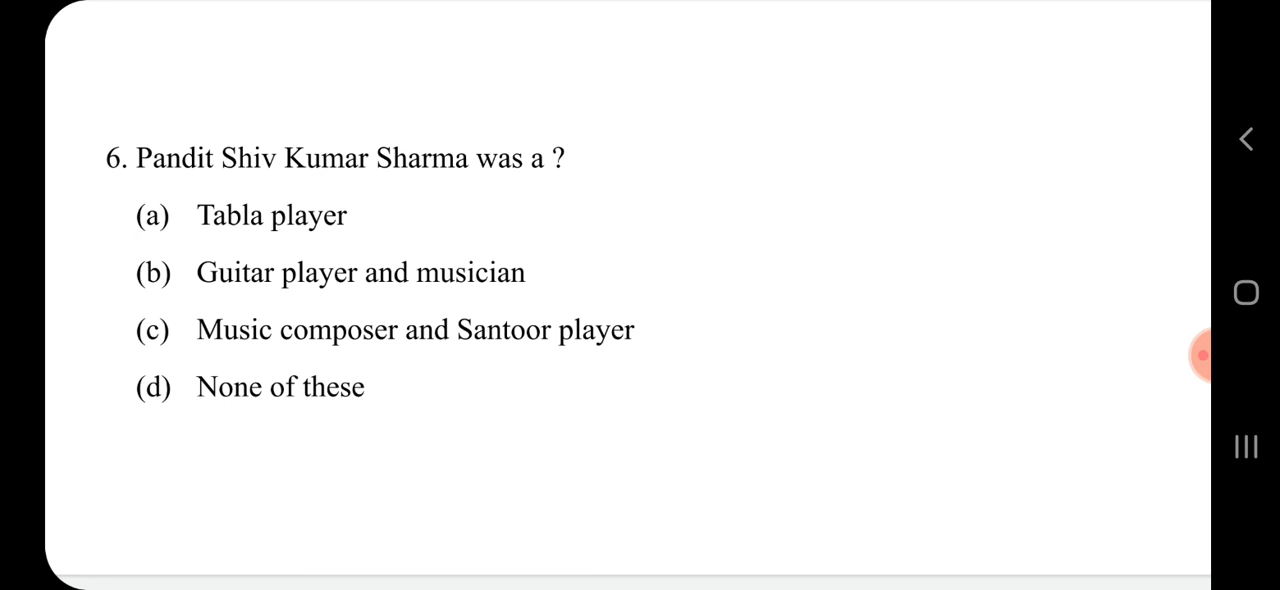 6. Pandit Shiv Kumar Sharma was a ?
(a) Tabla player
(b) Guitar player and musician
(c) Music composer and Santoor player
(d) None of these